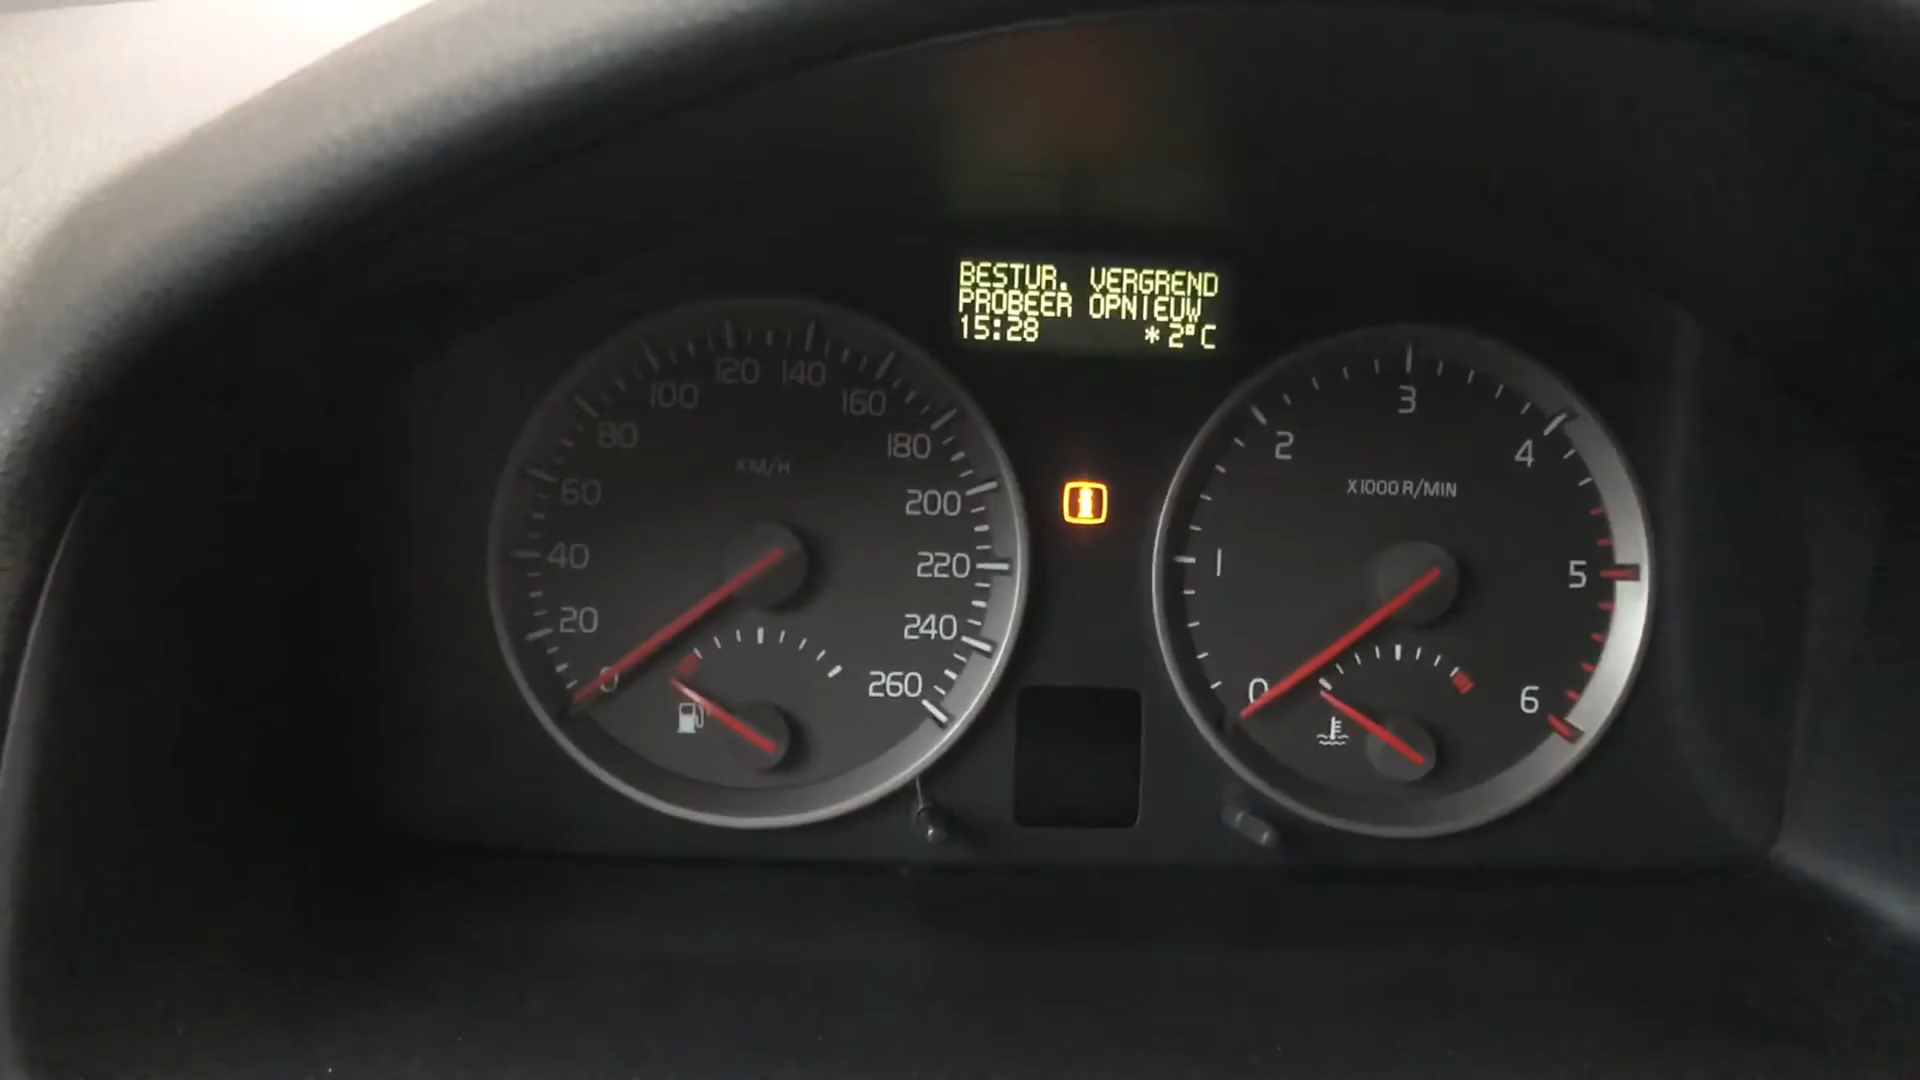 BESTUR. VERGREND
PROBEER OPNIEUW
15:28 *2°C
0 20 40 60 80 100 120 140 160 180 200 220 240 260
KM/H
0 1 2 3 4 5 6
X1000 R/MIN